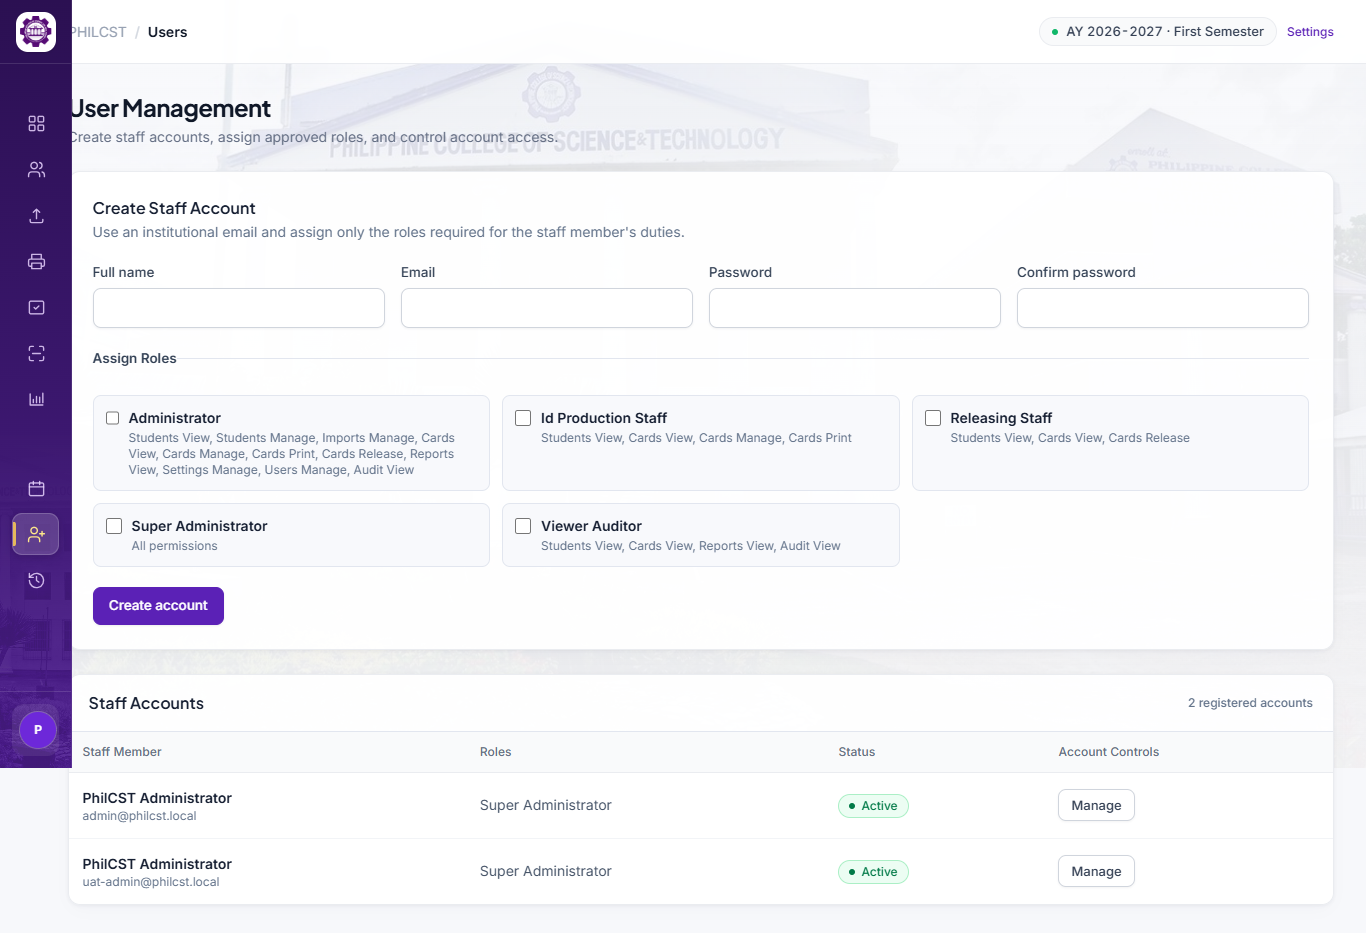 PHILCST / Users
AY 2026-2027 · First Semester
Settings
PHILIPPINE COLLEGE OF SCIENCE&TECHNOLOGY
User Management
Create staff accounts, assign approved roles, and control account access.
Create Staff Account
Use an institutional email and assign only the roles required for the staff member's duties.
Full name
Email
Password
Confirm password
Assign Roles
Administrator
Students View, Students Manage, Imports Manage, Cards
View, Cards Manage, Cards Print, Cards Release, Reports
View, Settings Manage, Users Manage, Audit View
Id Production Staff
Students View, Cards View, Cards Manage, Cards Print
Releasing Staff
Students View, Cards View, Cards Release
Super Administrator
All permissions
Viewer Auditor
Students View, Cards View, Reports View, Audit View
Create account
P
Staff Accounts
2 registered accounts
Staff Member
Roles
Status
Account Controls
PhilCST Administrator
admin@philcst.local
Super Administrator
Active
Manage
PhilCST Administrator
uat-admin@philcst.local
Super Administrator
Active
Manage